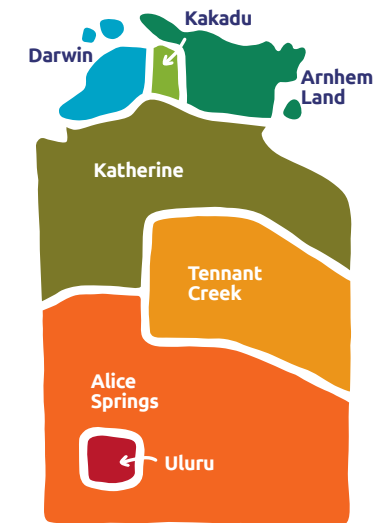 Kakadu
Darwin
Arnhem
Land
Katherine
Tennant
Creek
Alice
Springs
Uluru